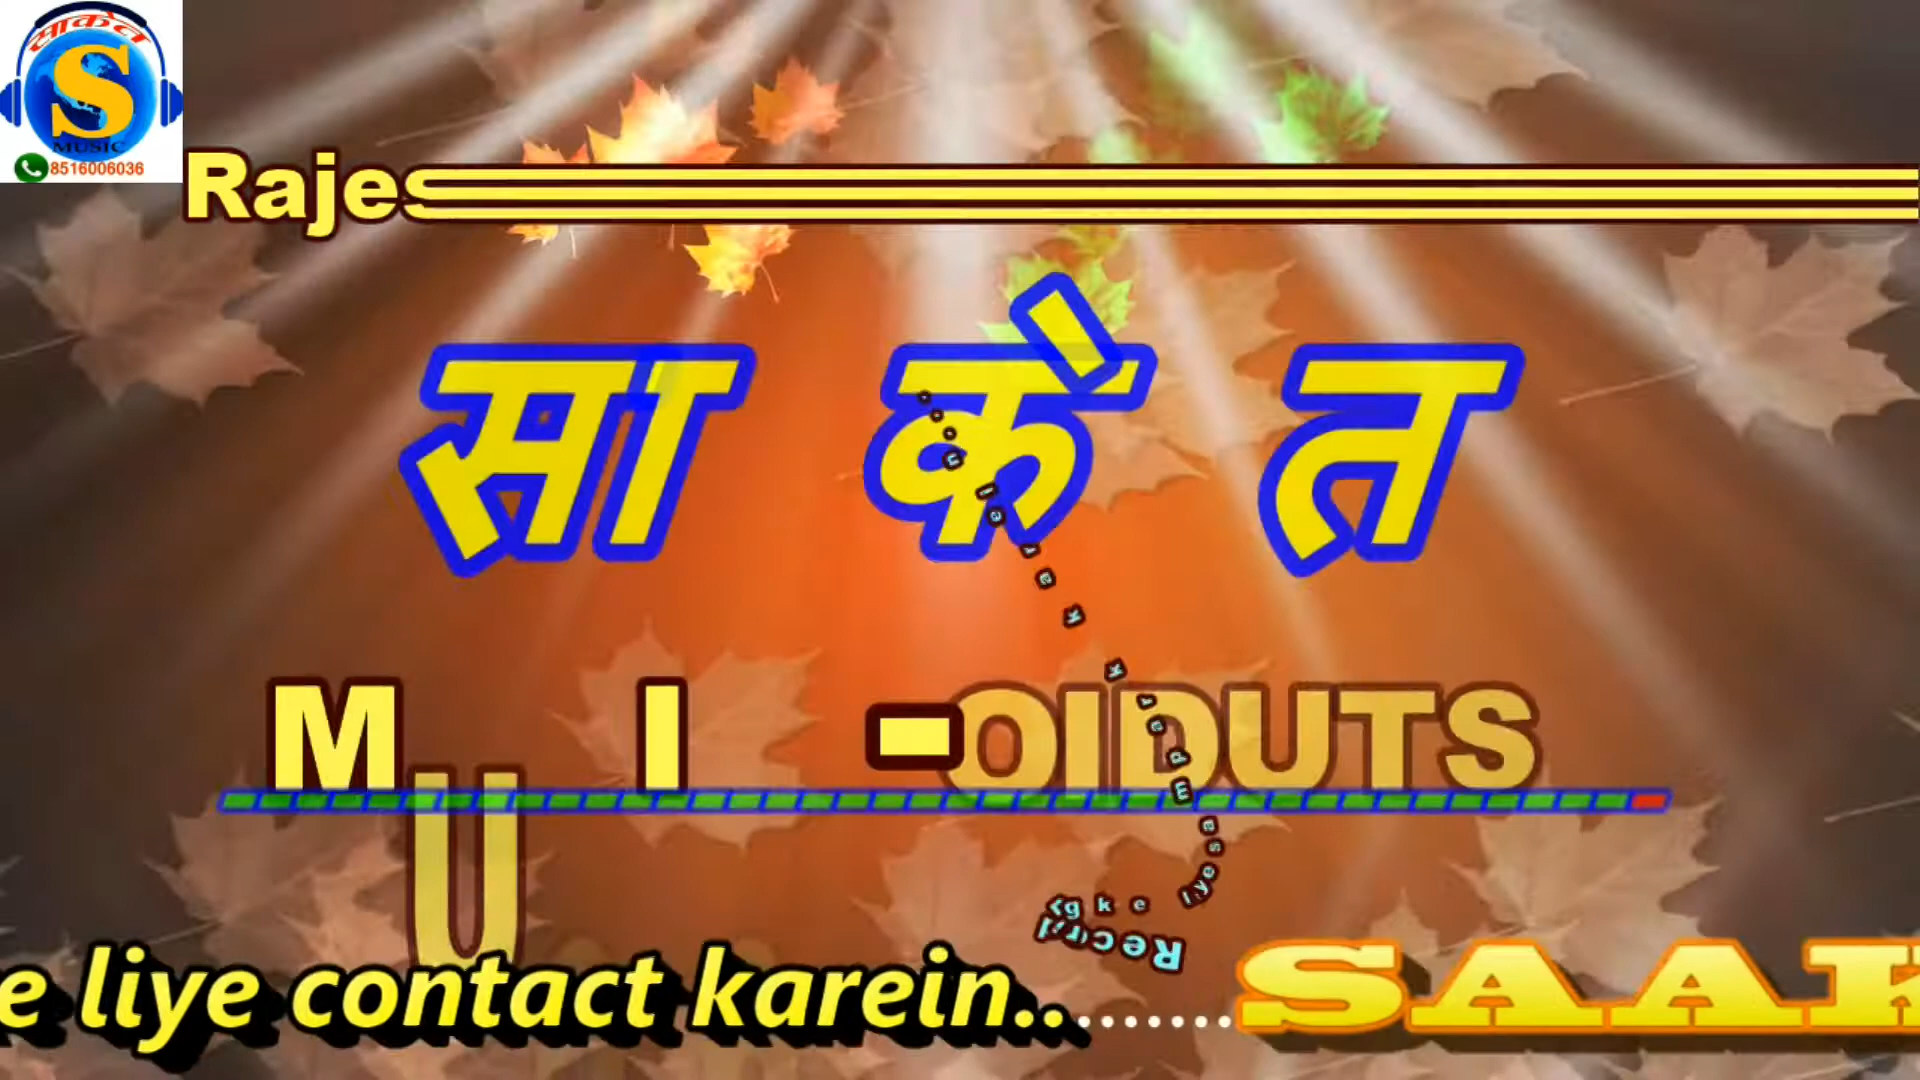 साकेत
S
MUSIC
8516006036
Rajes
साकेत
M U I - OIDUTS
Recording ke liye sampark karein....
e liye contact karein.. ....... SAAK